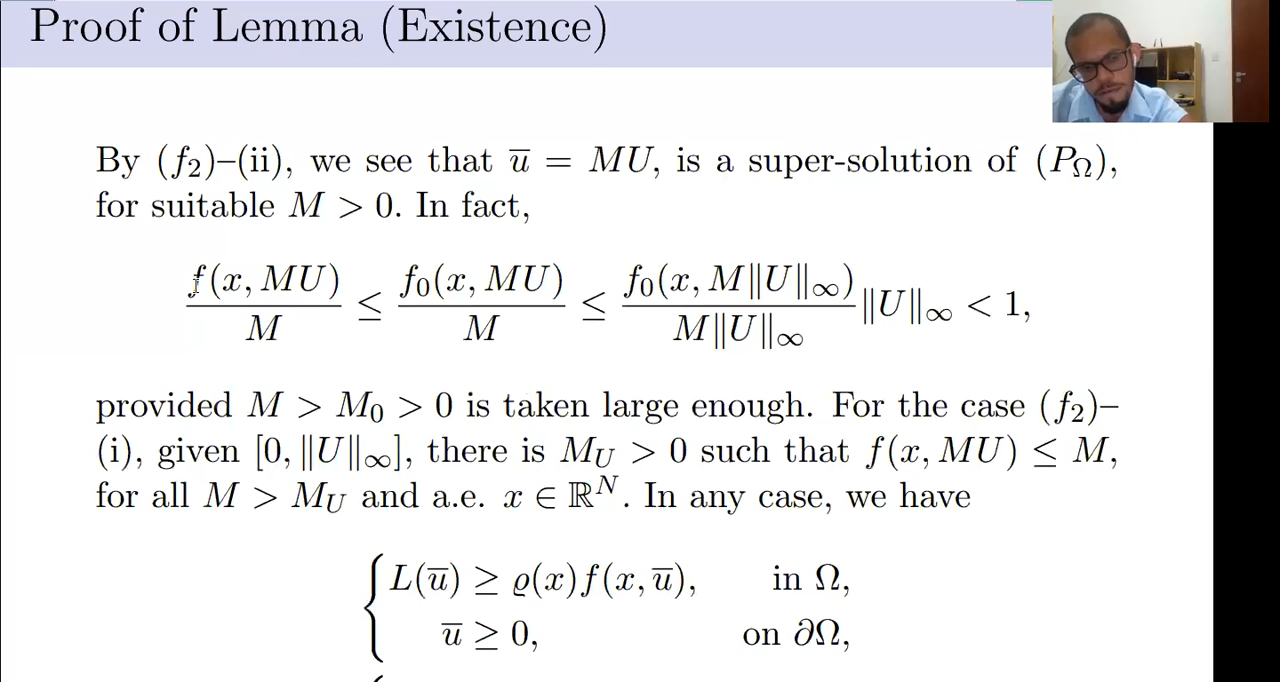 Proof of Lemma (Existence)
By (f₂)–(ii), we see that u̅ = MU, is a super-solution of (P_Ω),
for suitable M > 0. In fact,
f(x, MU)/M ≤ f₀(x, MU)/M ≤ f₀(x, M‖U‖_∞)/(M‖U‖_∞) ‖U‖_∞ < 1,
provided M > M₀ > 0 is taken large enough. For the case (f₂)–
(i), given [0, ‖U‖_∞], there is M_U > 0 such that f(x, MU) ≤ M,
for all M > M_U and a.e. x ∈ ℝᴺ. In any case, we have
L(u̅) ≥ ϱ(x)f(x, u̅), in Ω,
u̅ ≥ 0, on ∂Ω,